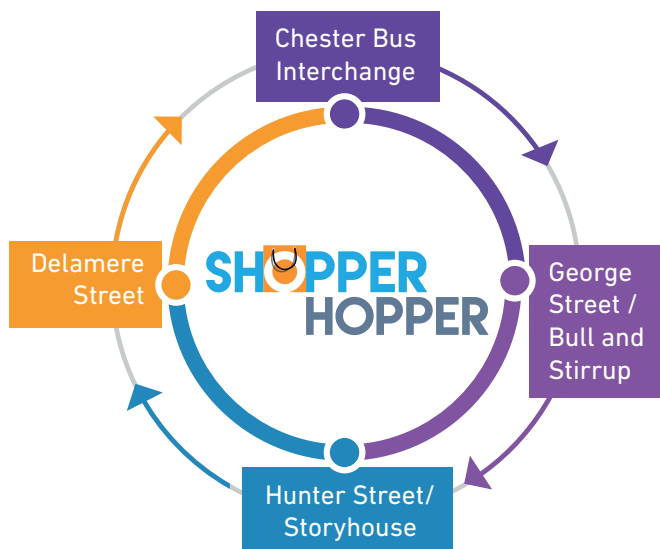 Chester Bus
Interchange
Delamere
Street
SHOPPER
HOPPER
George
Street /
Bull and
Stirrup
Hunter Street/
Storyhouse